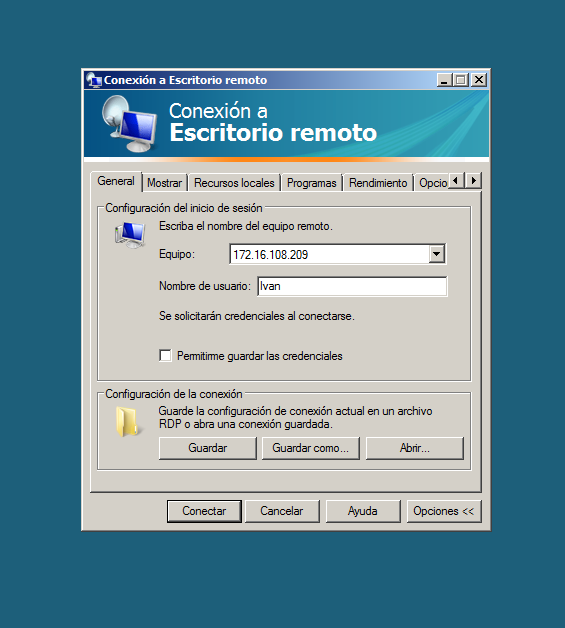 Conexión a Escritorio remoto
Conexión a
Escritorio remoto
General Mostrar Recursos locales Programas Rendimiento Opcio
Configuración del inicio de sesión
Escriba el nombre del equipo remoto.
Equipo: 172.16.108.209
Nombre de usuario: Ivan
Se solicitarán credenciales al conectarse.
Permitirme guardar las credenciales
Configuración de la conexión
Guarde la configuración de conexión actual en un archivo
RDP o abra una conexión guardada.
Guardar Guardar como... Abrir...
Conectar Cancelar Ayuda Opciones <<